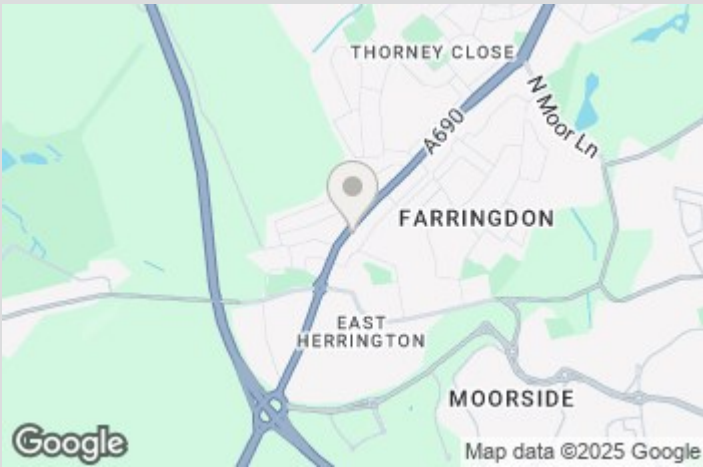 THORNEY CLOSE
N Moor Ln
A690
FARRINGDON
EAST
HERRINGTON
MOORSIDE
Google
Map data ©2025 Google